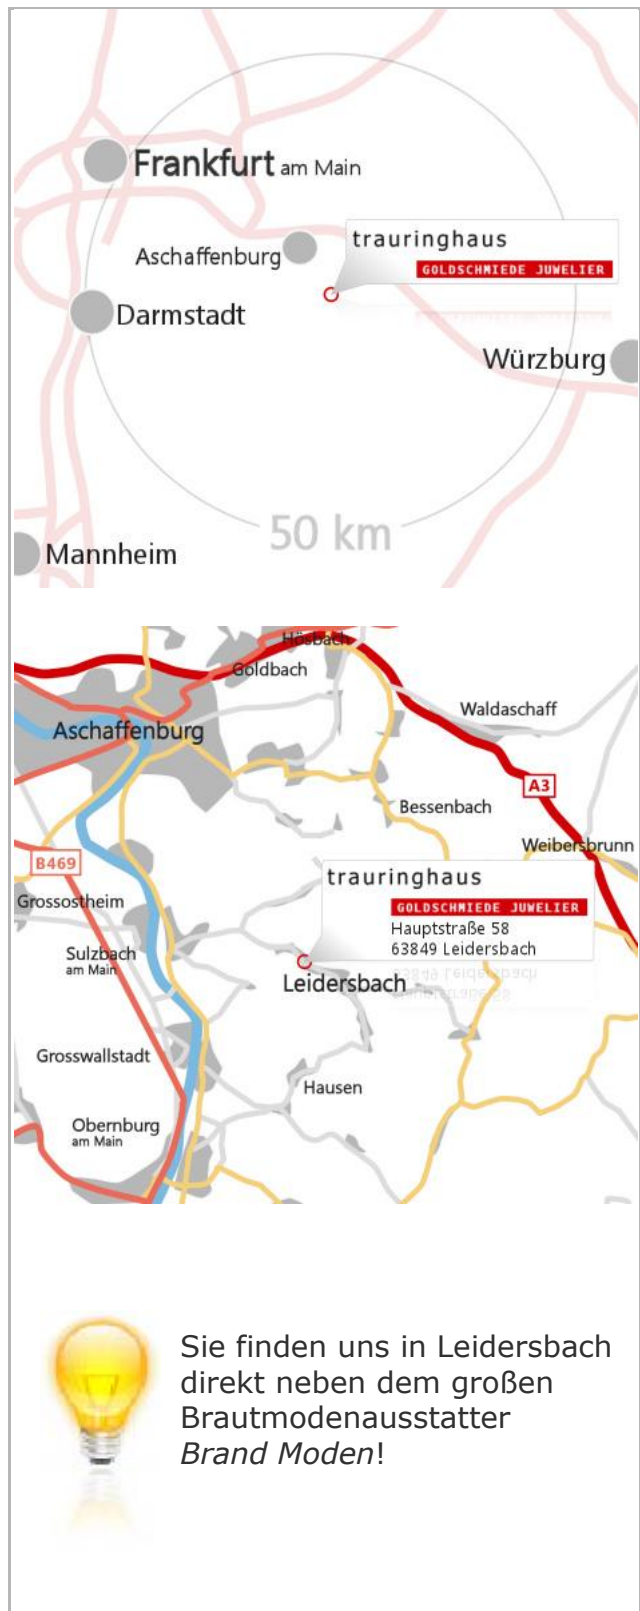 Frankfurt am Main
trauringhaus
Aschaffenburg
GOLDSCHMIEDE JUWELIER
Darmstadt
Würzburg
50 km
Mannheim
Hösbach
Goldbach
Waldaschaff
Aschaffenburg
A3
Bessenbach
Weibersbrunn
B469
trauringhaus
Grossostheim
GOLDSCHMIEDE JUWELIER
Hauptstraße 58
63849 Leidersbach
Sulzbach
am Main
Leidersbach
Grosswallstadt
Hausen
Obernburg
am Main
Sie finden uns in Leidersbach
direkt neben dem großen
Brautmodenausstatter
Brand Moden!